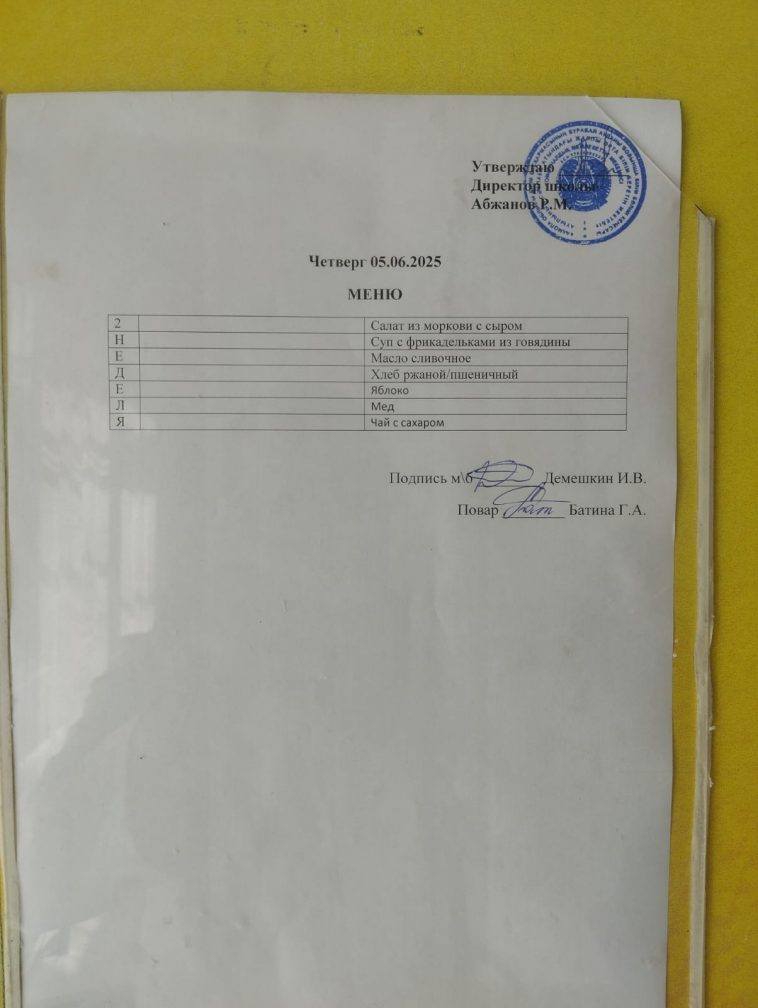 Утверждаю
Директор школы
Абжанов Р.М.
Четверг 05.06.2025
МЕНЮ
2 Салат из моркови с сыром
Н Суп с фрикадельками из говядины
Е Масло сливочное
Д Хлеб ржаной/пшеничный
Е Яблоко
Л Мед
Я Чай с сахаром
Подпись м\б Демешкин И.В.
Повар Батина Г.А.